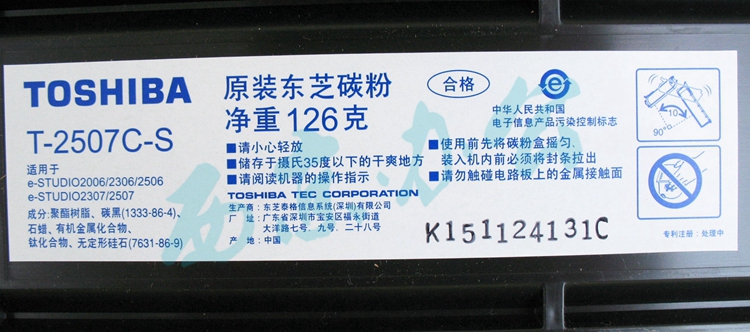 TOSHIBA
T-2507C-S
适用于
e-STUDIO2006/2306/2506
e-STUDIO2307/2507
成分:聚酯树脂、碳黑(1333-86-4)、
石蜡、有机金属化合物、
钛化合物、无定形硅石(7631-86-9)
原装东芝碳粉
净重126克
■请小心轻放
■储存于摄氏35度以下的干爽地方
■请阅读机器的操作指示
TOSHIBA TEC CORPORATION
生产商：东芝泰格信息系统(深圳)有限公司
厂 址：广东省深圳市宝安区福永街道
大洋路七号、九号、二十八号
产 地：中国
合格
e
中华人民共和国
电子信息产品污染控制标志
■使用前先将碳粉盒摇匀.
装入机内前必须将封条拉出
■请勿触碰电路板上的金属接触面
K151124131C
10
90°
专利注册：处理中